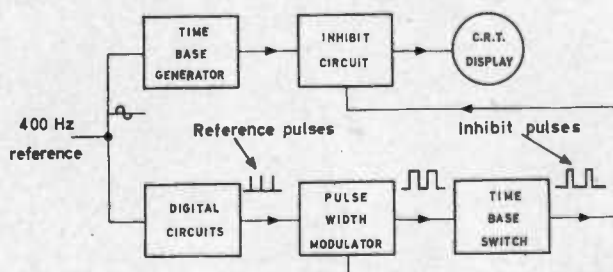 TIME
BASE
GENERATOR
INHIBIT
CIRCUIT
C.R.T.
DISPLAY
400 Hz
reference
Reference pulses
Inhibit pulses
DIGITAL
CIRCUITS
PULSE
WIDTH
MODULATOR
TIME
BASE
SWITCH